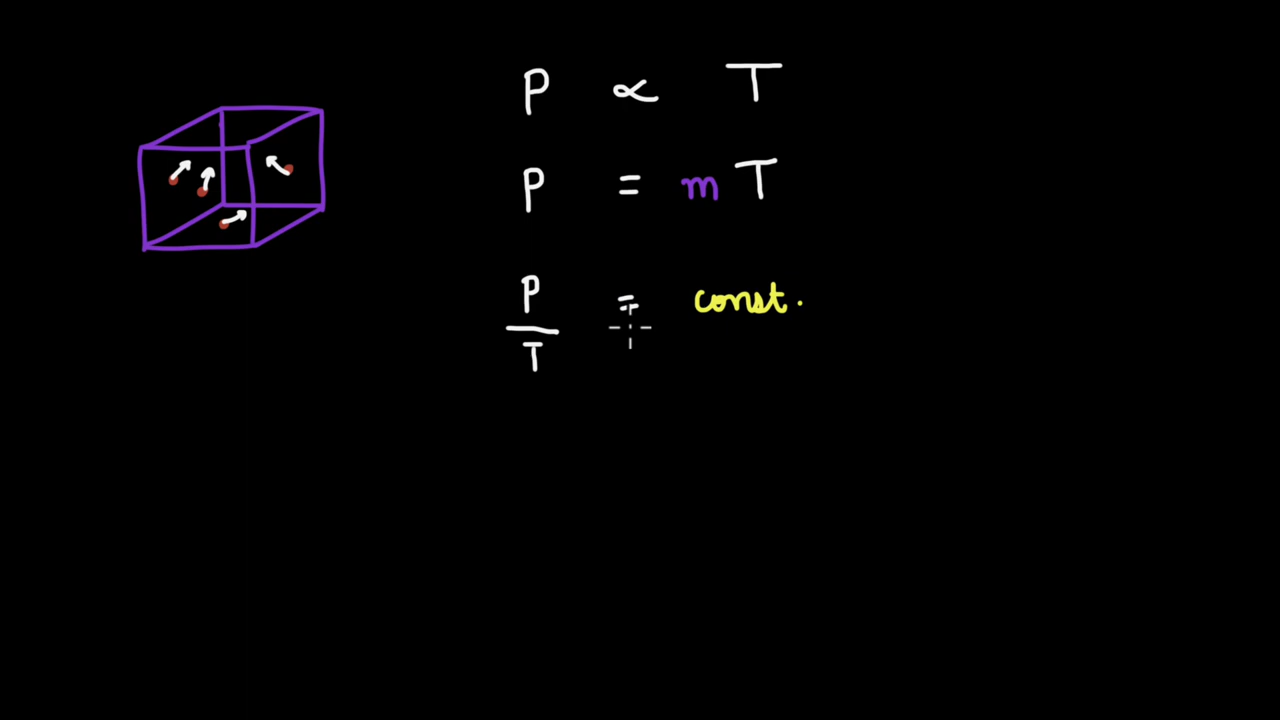 P ∝ T
P = m T
P
= const.
T